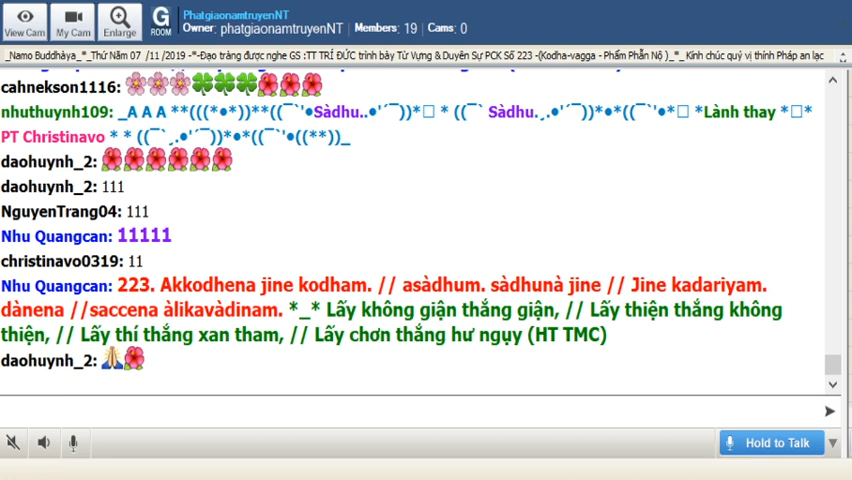 PhatgiaonamtruyenNT
Owner: phatgiaonamtruyenNT Members: 19 Cams: 0
View Cam My Cam Enlarge G ROOM
_Namo Buddhàya_*_Thứ Năm 07 /11 /2019 -*-Đạo tràng được nghe GS :TT TRÍ ĐỨC trình bày Từ Vựng & Duyên Sự PCK Số 223 -(Kodha-vagga - Phẩm Phẫn Nộ )_*_Kính chúc quý vị thính Pháp an lạc
cahnekson1116: 🌸🌸🌸🍀🍀🍀🌺🌺🌺
nhuthuynh109: _A A A **(((*•*))**((¯`'•Sàdhu..•'´¯))*□ * ((¯` Sàdhu.¸.•'´¯))*•*((¯`'•*□ *Lành thay *□*
PT Christinavo * * ((¯`¸.•'´¯))*•*((¯`'•((**))_
daohuynh_2: 🌺🌺🌺🌺🌺🌺
daohuynh_2: 111
NguyenTrang04: 111
Nhu Quangcan: 11111
christinavo0319: 11
Nhu Quangcan: 223. Akkodhena jine kodham. // asàdhum. sàdhunà jine // Jine kadariyam.
dànena //saccena àlikavàdinam. *_* Lấy không giận thắng giận, // Lấy thiện thắng không
thiện, // Lấy thí thắng xan tham, // Lấy chơn thắng hư ngụy (HT TMC)
daohuynh_2: 🙏🌺
Hold to Talk